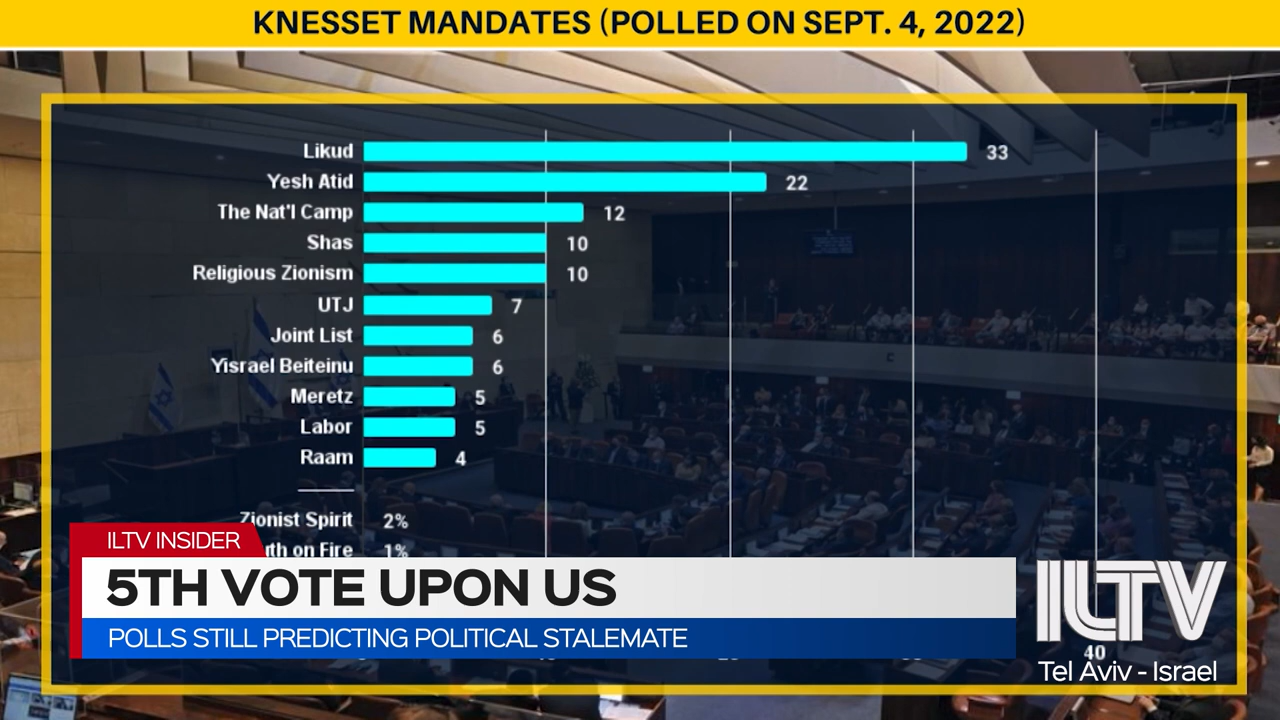 KNESSET MANDATES (POLLED ON SEPT. 4, 2022)
Likud 33
Yesh Atid 22
The Nat'l Camp 12
Shas 10
Religious Zionism 10
UTJ 7
Joint List 6
Yisrael Beiteinu 6
Meretz 5
Labor 5
Raam 4
Zionist Spirit 2%
on Fire 1%
ILTV INSIDER
5TH VOTE UPON US
POLLS STILL PREDICTING POLITICAL STALEMATE
40
ILTV
Tel Aviv - Israel